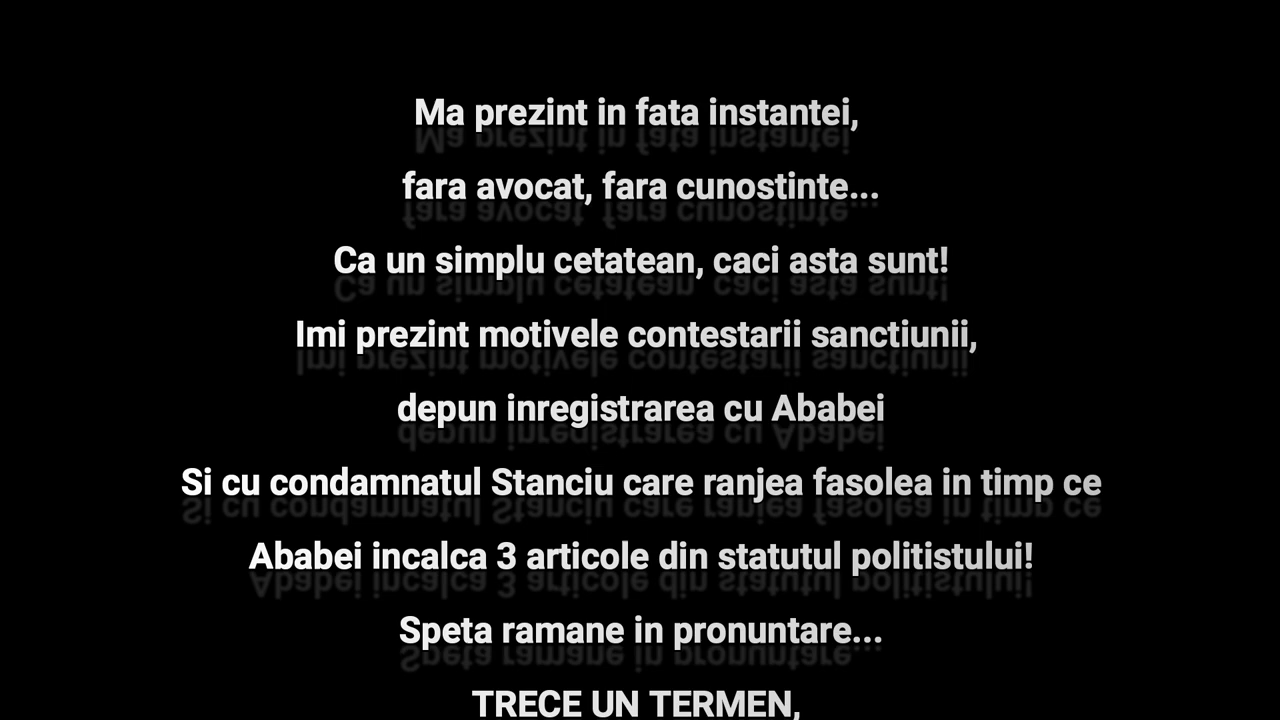 Ma prezint in fata instantei,
fara avocat, fara cunostinte...
Ca un simplu cetatean, caci asta sunt!
Imi prezint motivele contestarii sanctiunii,
depun inregistrarea cu Ababei
Si cu condamnatul Stanciu care ranjea fasolea in timp ce
Ababei incalca 3 articole din statutul politistului!
Speta ramane in pronuntare...
TRECE UN TERMEN,